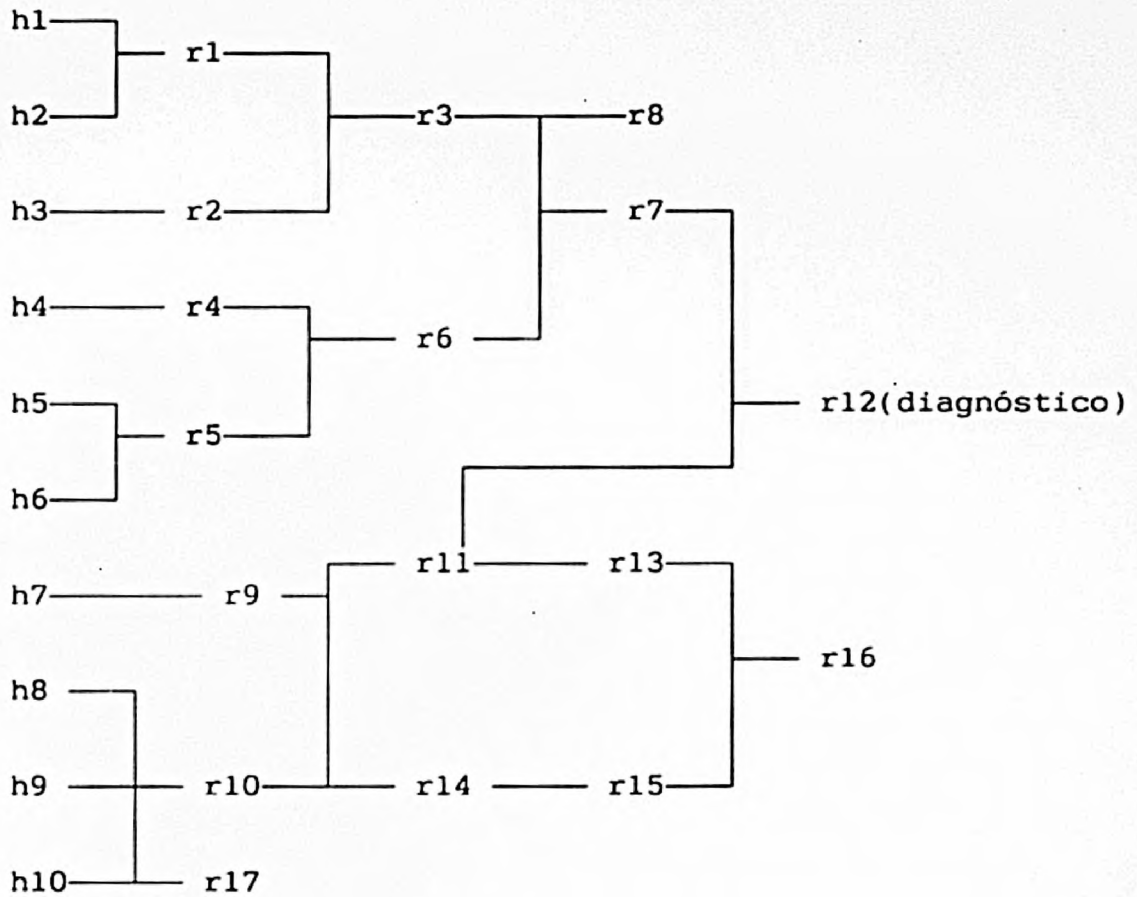 h1
r1
h2 r3 r8
h3 r2 r7
h4 r4
r6
h5 r12(diagnóstico)
r5
h6
r11 r13
h7 r9
r16
h8
h9 r10 r14 r15
h10 r17